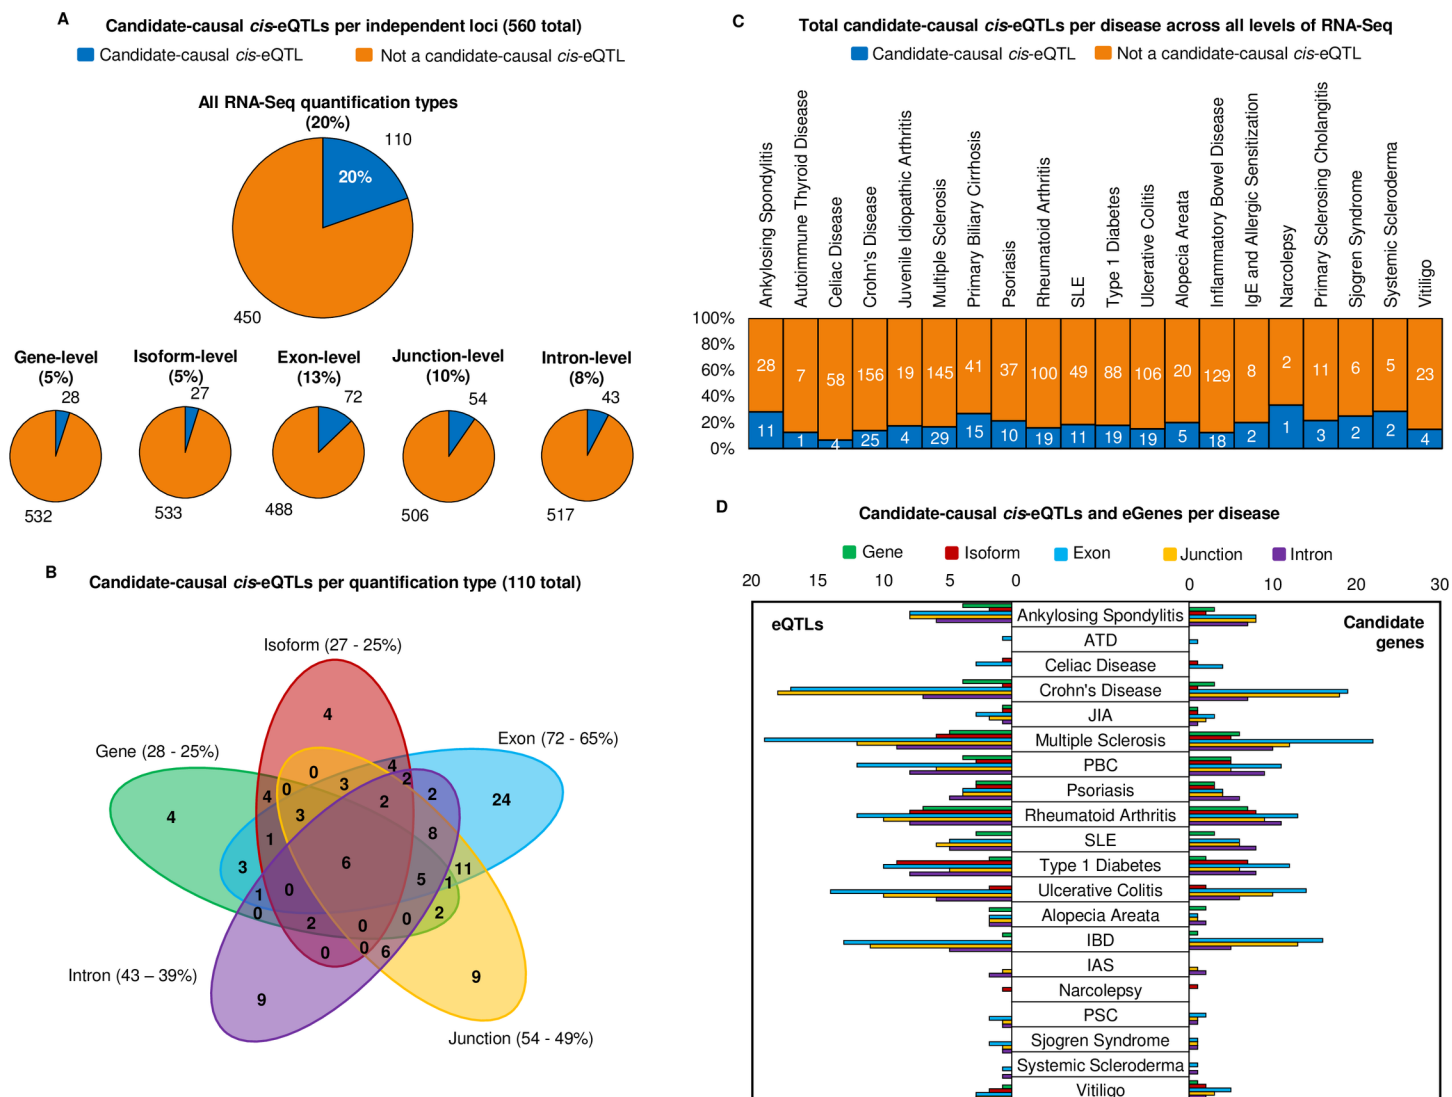 A
Candidate-causal cis-eQTLs per independent loci (560 total)
Candidate-causal cis-eQTL
Not a candidate-causal cis-eQTL
All RNA-Seq quantification types
(20%)
110
20%
450
Gene-level
(5%)
28
532
Isoform-level
(5%)
27
533
Exon-level
(13%)
72
488
Junction-level
(10%)
54
506
Intron-level
(8%)
43
517
B
Candidate-causal cis-eQTLs per quantification type (110 total)
Isoform (27 - 25%)
Gene (28 - 25%)
Exon (72 - 65%)
Intron (43 – 39%)
Junction (54 - 49%)
4
4
0
3
2
2
24
4
0
3
2
4
1
8
3
6
11
1
0
5
1
0
2
0
0
2
0
0
6
9
9
C
Total candidate-causal cis-eQTLs per disease across all levels of RNA-Seq
Candidate-causal cis-eQTL
Not a candidate-causal cis-eQTL
Ankylosing Spondylitis
Autoimmune Thyroid Disease
Celiac Disease
Crohn's Disease
Juvenile Idiopathic Arthritis
Multiple Sclerosis
Primary Biliary Cirrhosis
Psoriasis
Rheumatoid Arthritis
SLE
Type 1 Diabetes
Ulcerative Colitis
Alopecia Areata
Inflammatory Bowel Disease
IgE and Allergic Sensitization
Narcolepsy
Primary Sclerosing Cholangitis
Sjogren Syndrome
Systemic Scleroderma
Vitiligo
100%
80%
60%
40%
20%
0%
28 7 58 156 19 145 41 37 100 49 88 106 20 129 8 2 11 6 5 23
11 1 4 25 4 29 15 10 19 11 19 19 5 18 2 1 3 2 2 4
D
Candidate-causal cis-eQTLs and eGenes per disease
Gene
Isoform
Exon
Junction
Intron
20 15 10 5 0 0 10 20 30
eQTLs
Candidate
genes
Ankylosing Spondylitis
ATD
Celiac Disease
Crohn's Disease
JIA
Multiple Sclerosis
PBC
Psoriasis
Rheumatoid Arthritis
SLE
Type 1 Diabetes
Ulcerative Colitis
Alopecia Areata
IBD
IAS
Narcolepsy
PSC
Sjogren Syndrome
Systemic Scleroderma
Vitiligo